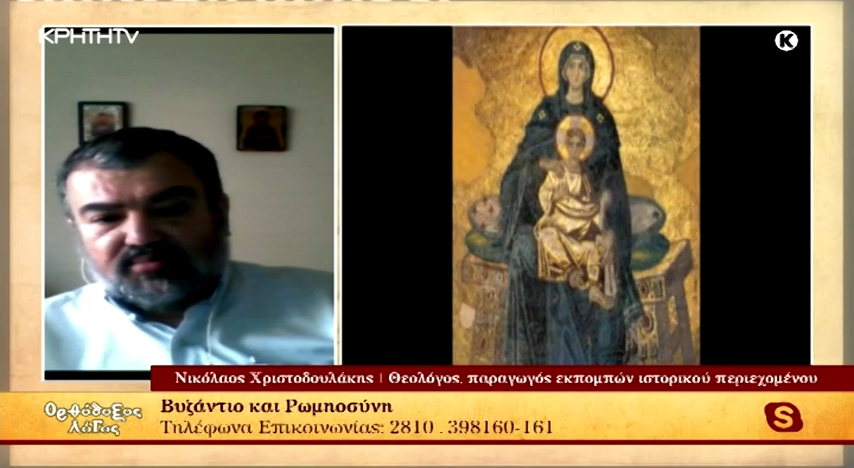 ΚΡΗΤΗTV
K
Νικόλαος Χριστοδουλάκης | Θεολόγος, παραγωγός εκπομπών ιστορικού περιεχομένου
Ορθόδοξος
Λόγος
Βυζάντιο και Ρωμηοσύνη
Τηλέφωνα Επικοινωνίας: 2810 . 398160-161
S